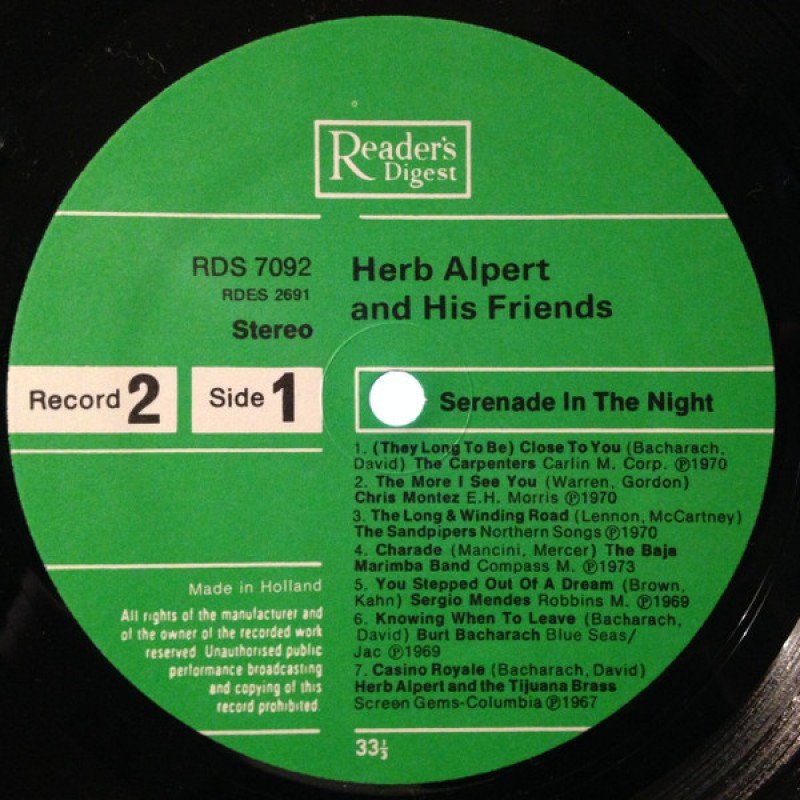 Reader's
Digest
RDS 7092
RDES 2691
Stereo
Herb Alpert
and His Friends
Record 2
Side 1
Serenade In The Night
1. (They Long To Be) Close To You (Bacharach,
David) The Carpenters Carlin M. Corp. ℗1970
2. The More I See You (Warren, Gordon)
Chris Montez E.H. Morris ℗1970
3. The Long & Winding Road (Lennon, McCartney)
The Sandpipers Northern Songs ℗1970
4. Charade (Mancini, Mercer) The Baja
Marimba Band Compass M. ℗1973
5. You Stepped Out Of A Dream (Brown,
Kahn) Sergio Mendes Robbins M. ℗1969
6. Knowing When To Leave (Bacharach,
David) Burt Bacharach Blue Seas/
Jac ℗1969
7. Casino Royale (Bacharach, David)
Herb Alpert and the Tijuana Brass
Screen Gems-Columbia ℗1967
Made in Holland
All rights of the manufacturer and
of the owner of the recorded work
reserved. Unauthorised public
performance broadcasting
and copying of this
record prohibited.
33⅓